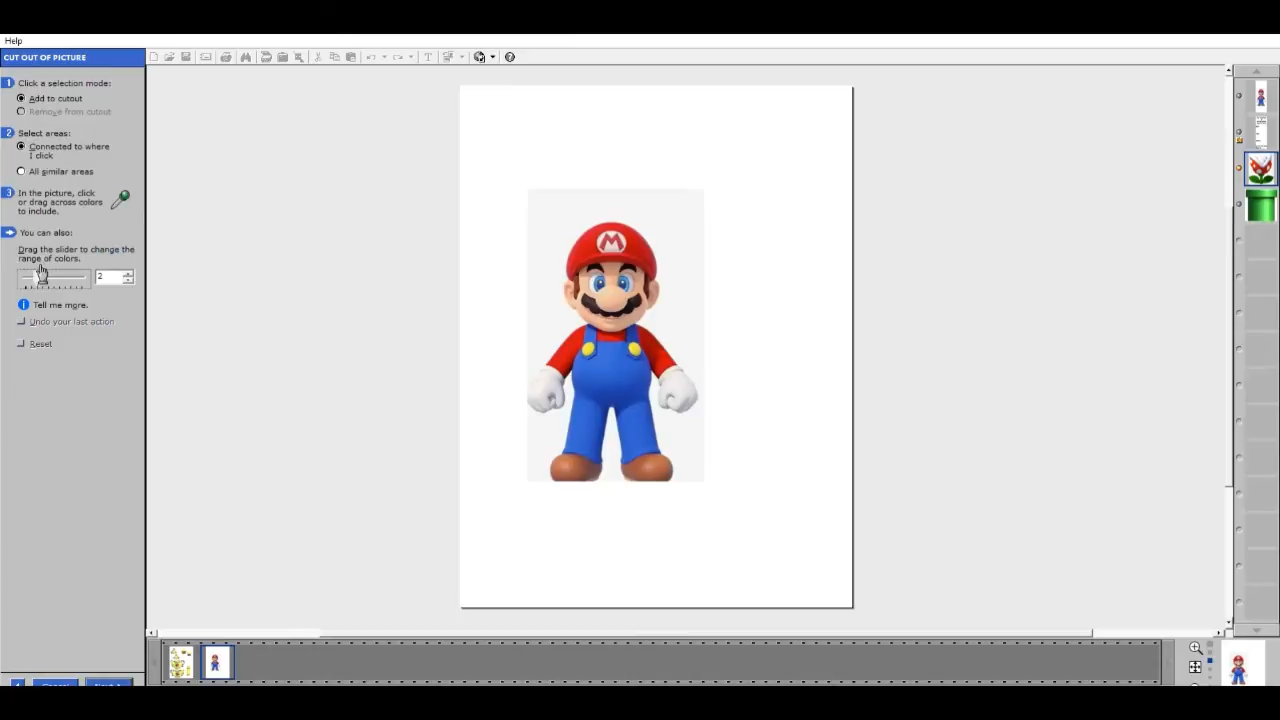 Help
CUT OUT OF PICTURE
1 Click a selection mode:
Add to cutout
Remove from cutout
2 Select areas:
Connected to where
I click
All similar areas
3 In the picture, click
or drag across colors
to include.
You can also:
Drag the slider to change the
range of colors.
2
Tell me more.
Undo your last action
Reset
M
Cancel
Next